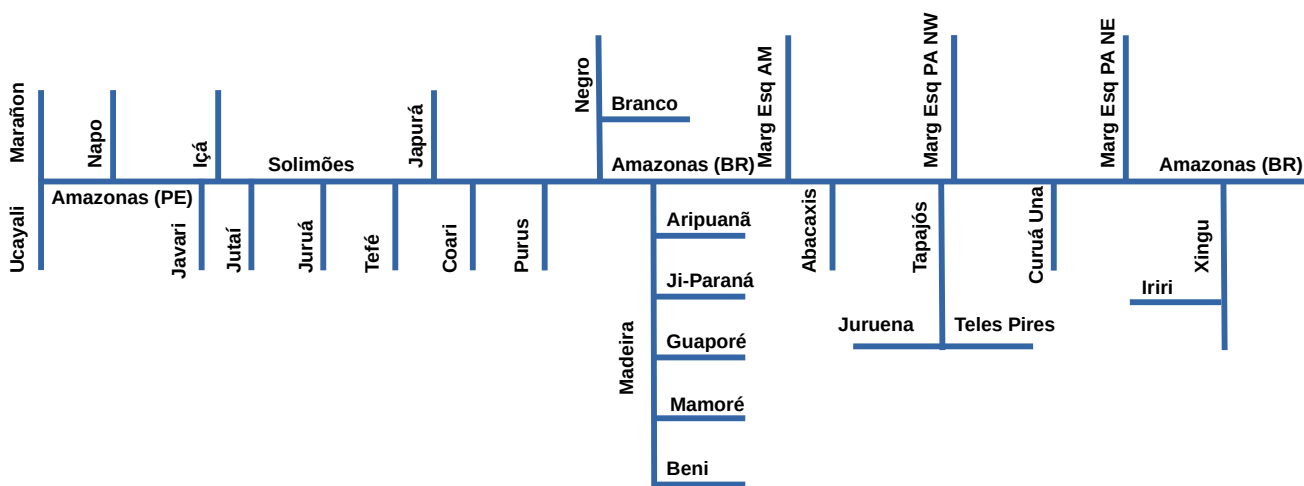 Marañon
Napo
Içá
Solimões
Japurá
Negro
Branco
Amazonas (BR)
Marg Esq AM
Marg Esq PA NW
Marg Esq PA NE
Amazonas (BR)
Ucayali
Amazonas (PE)
Javari
Jutaí
Juruá
Tefé
Coari
Purus
Madeira
Aripuanã
Ji-Paraná
Guaporé
Mamoré
Beni
Abacaxis
Tapajós
Juruena
Teles Pires
Curuá Una
Iriri
Xingu